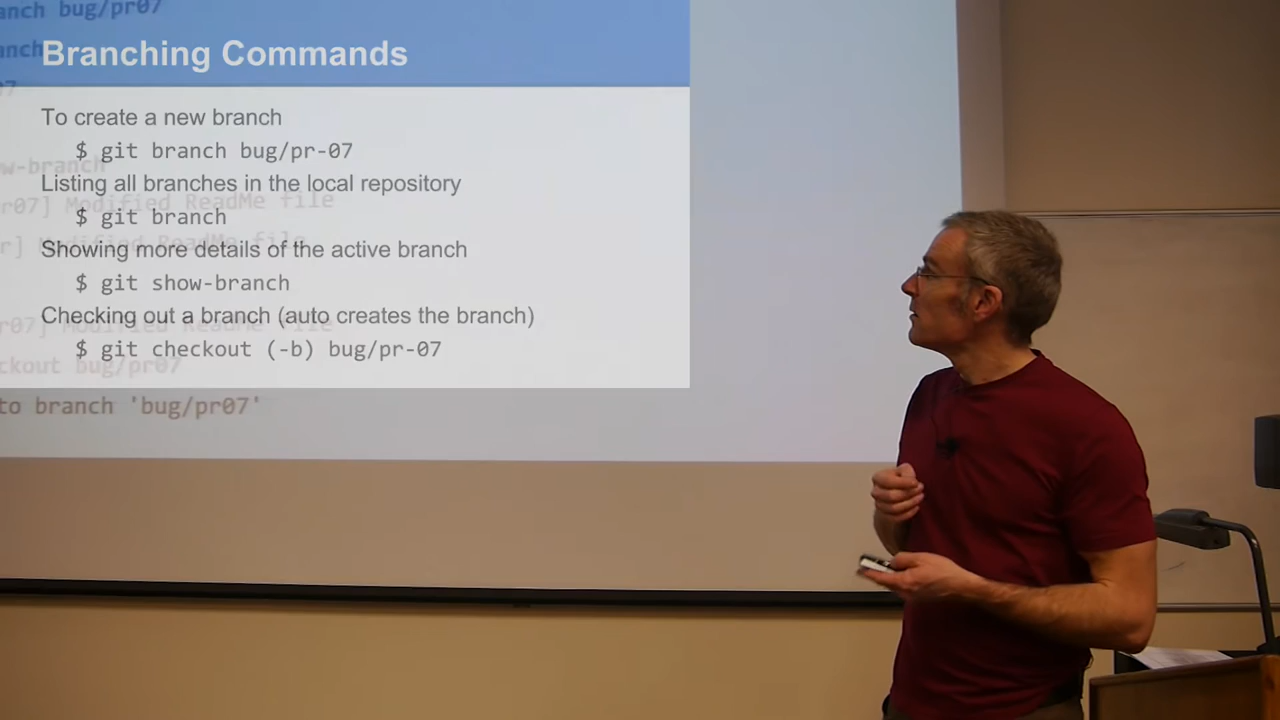 anch bug/pr07
Branching Commands
To create a new branch
$ git branch bug/pr-07
w-branch
Listing all branches in the local repository
r07] Modified ReadMe file
$ git branch
r] Modified ReadMe file
Showing more details of the active branch
$ git show-branch
Checking out a branch (auto creates the branch)
r07] Modified ReadMe file
$ git checkout (-b) bug/pr-07
ckout bug/pr07
to branch 'bug/pr07'